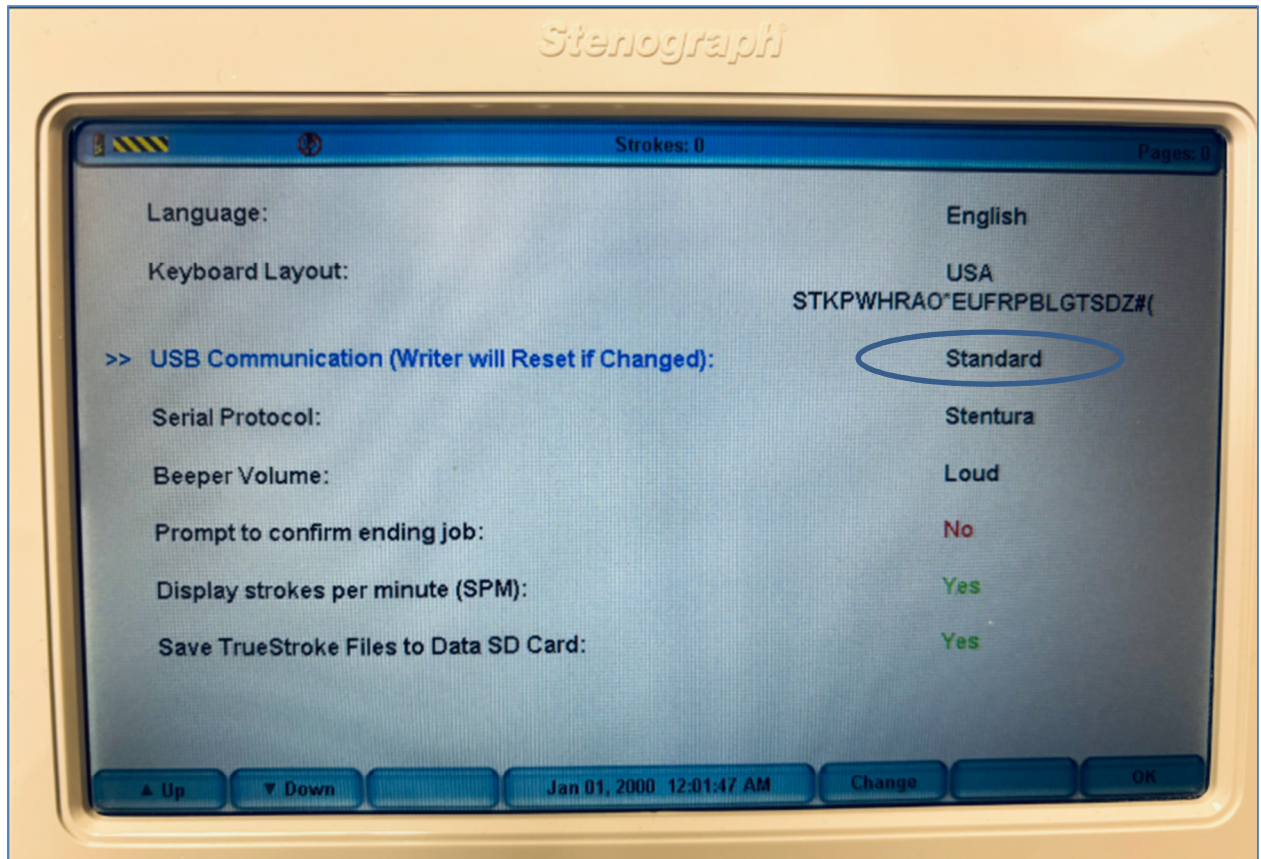 Stenograph
Strokes: 0 Pages: 0
Language: English
Keyboard Layout: USA
STKPWHRAO*EUFRPBLGTSDZ#(
>> USB Communication (Writer will Reset if Changed): Standard
Serial Protocol: Stentura
Beeper Volume: Loud
Prompt to confirm ending job: No
Display strokes per minute (SPM): Yes
Save TrueStroke Files to Data SD Card: Yes
▲ Up ▼ Down Jan 01, 2000 12:01:47 AM Change OK